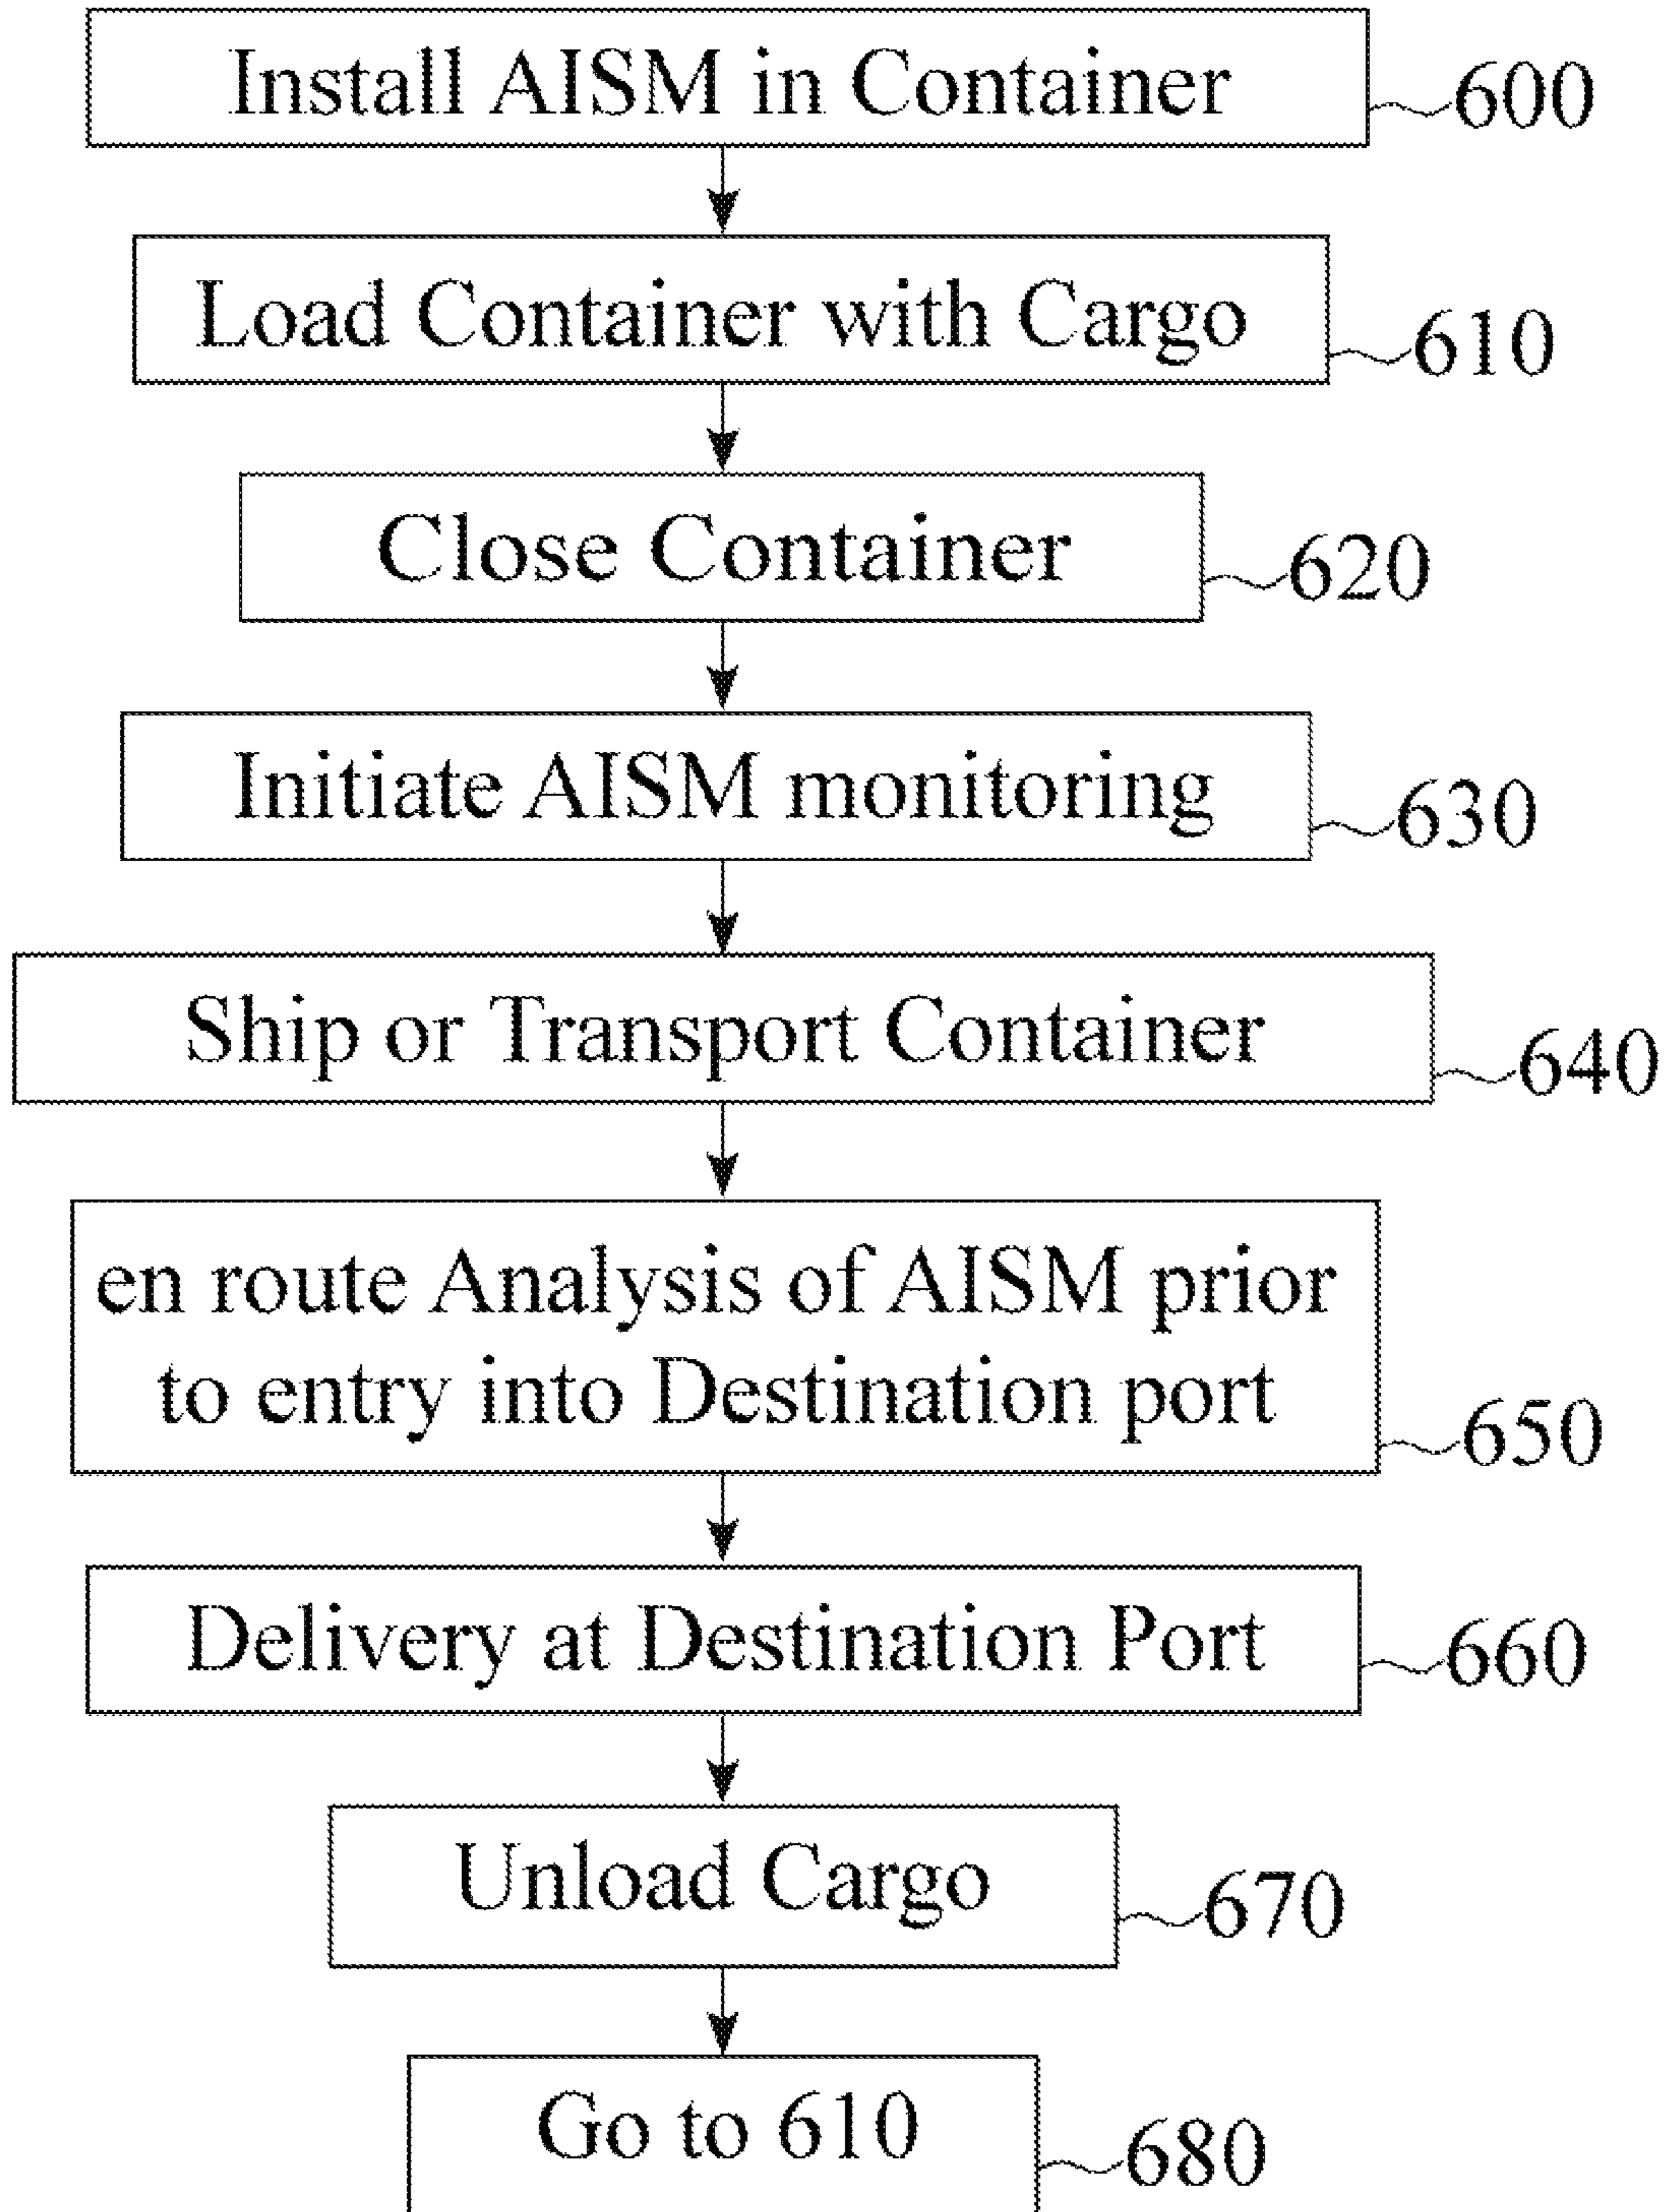 Install AISM in Container
600
Load Container with Cargo
610
Close Container
620
Initiate AISM monitoring
630
Ship or Transport Container
640
en route Analysis of AISM prior
to entry into Destination port
650
Delivery at Destination Port
660
Unload Cargo
670
Go to 610
680